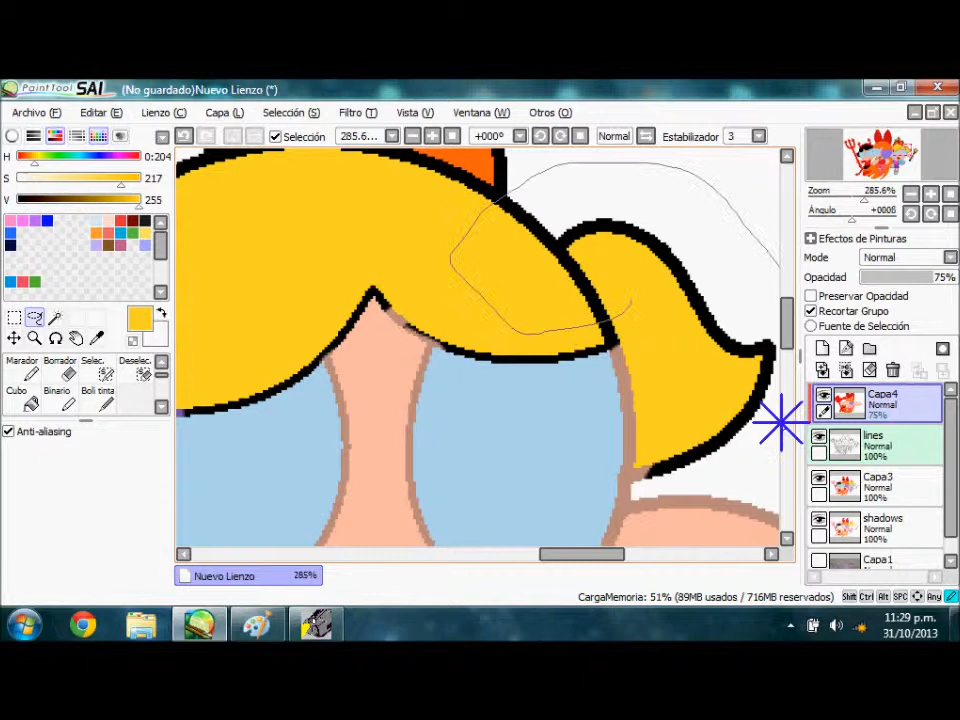 PaintTool SAI (No guardado)Nuevo Lienzo (*)
Archivo (F) Editar (E) Lienzo (C) Capa (L) Selección (S) Filtro (T) Vista (V) Ventana (W) Otros (O)
Selección 285.6... +000º Normal Estabilizador 3
H 0:204
S 217
V 255
Zoom 285.6%
Ángulo +000ß
Efectos de Pinturas
Modo Normal
Opacidad 75%
Preservar Opacidad
Recortar Grupo
Fuente de Selección
Marador Borrador Selec. Deselec.
Cubo Binario Boli tinta
Anti-aliasing
Capa4
Normal
75%
lines
Normal
100%
Capa3
Normal
100%
shadows
Normal
100%
Capa1
Nuevo Lienzo 285%
CargaMemoria: 51% (89MB usados / 716MB reservados) Shift Ctrl Alt SPC Any
11:29 p.m.
31/10/2013